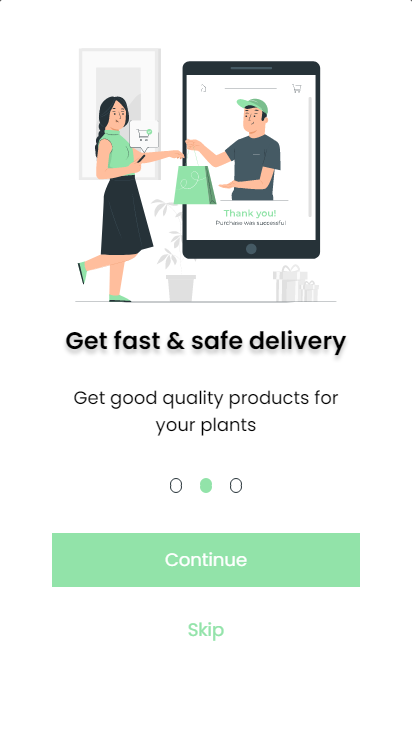 Thank you!
Purchase was successful
Get fast & safe delivery
Get good quality products for
your plants
Continue
Skip